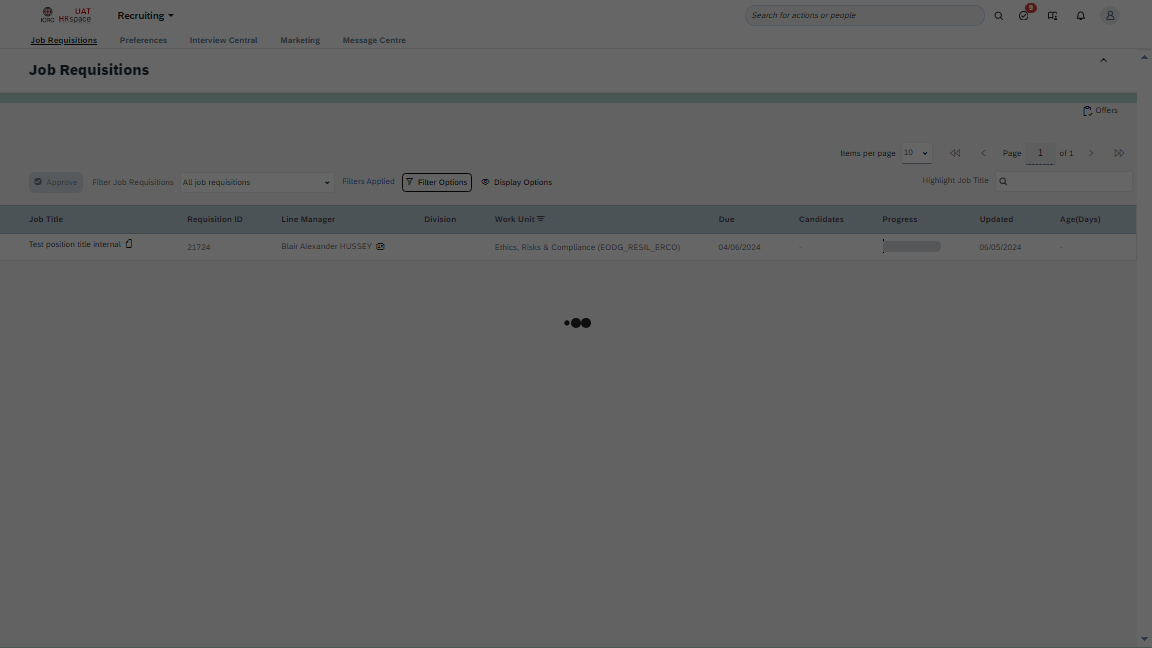 ICRC UAT HRspace Recruiting Search for actions or people 9
Job Requisitions Preferences Interview Central Marketing Message Centre
Job Requisitions
Offers
Items per page 10 Page 1 of 1
Approve Filter Job Requisitions All job requisitions Filters Applied Filter Options Display Options Highlight Job Title
Job Title Requisition ID Line Manager Division Work Unit Due Candidates Progress Updated Age(Days)
Test position title internal 21724 Blair Alexander HUSSEY Ethics, Risks & Compliance (EODG_RESIL_ERCO) 04/06/2024 - 06/05/2024 -